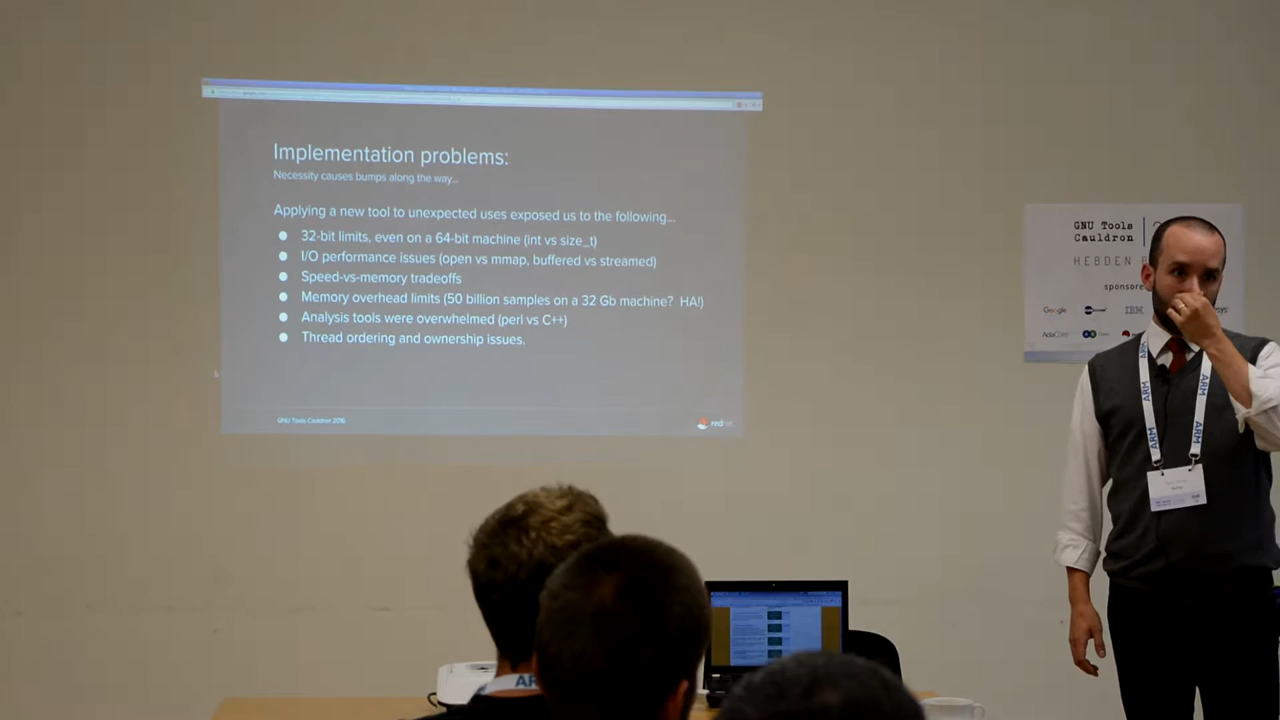 Implementation problems:
Necessity causes bumps along the way...
Applying a new tool to unexpected uses exposed us to the following...
● 32-bit limits, even on a 64-bit machine (int vs size_t)
● I/O performance issues (open vs mmap, buffered vs streamed)
● Speed-vs-memory tradeoffs
● Memory overhead limits (50 billion samples on a 32 Gb machine? HA!)
● Analysis tools were overwhelmed (perl vs C++)
● Thread ordering and ownership issues.
GNU Tools Cauldron 2016
redhat
GNU Tools
Cauldron
HEBDEN B
sponsore
Google
IBM
AdaCore
ARM
ARM
ARM
ARM
AR